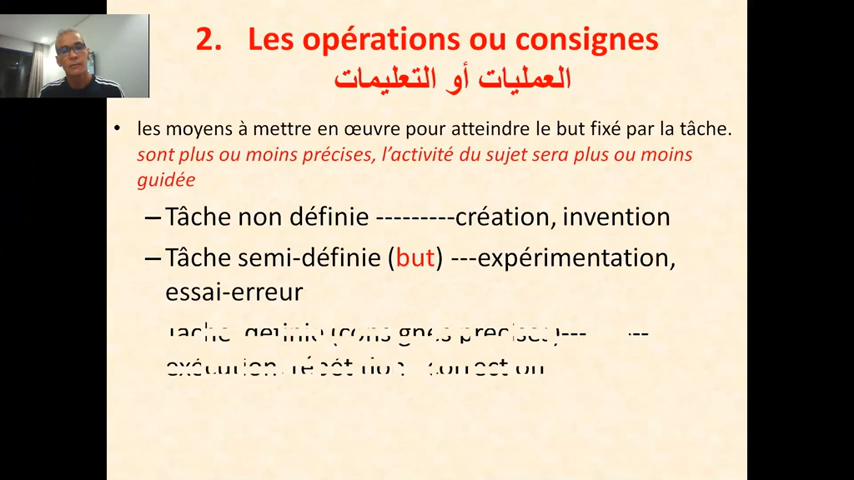 2. Les opérations ou consignes
العمليات أو التعليمات
• les moyens à mettre en œuvre pour atteindre le but fixé par la tâche.
sont plus ou moins précises, l'activité du sujet sera plus ou moins
guidée
– Tâche non définie ---------création, invention
– Tâche semi-définie (but) ---expérimentation,
essai-erreur